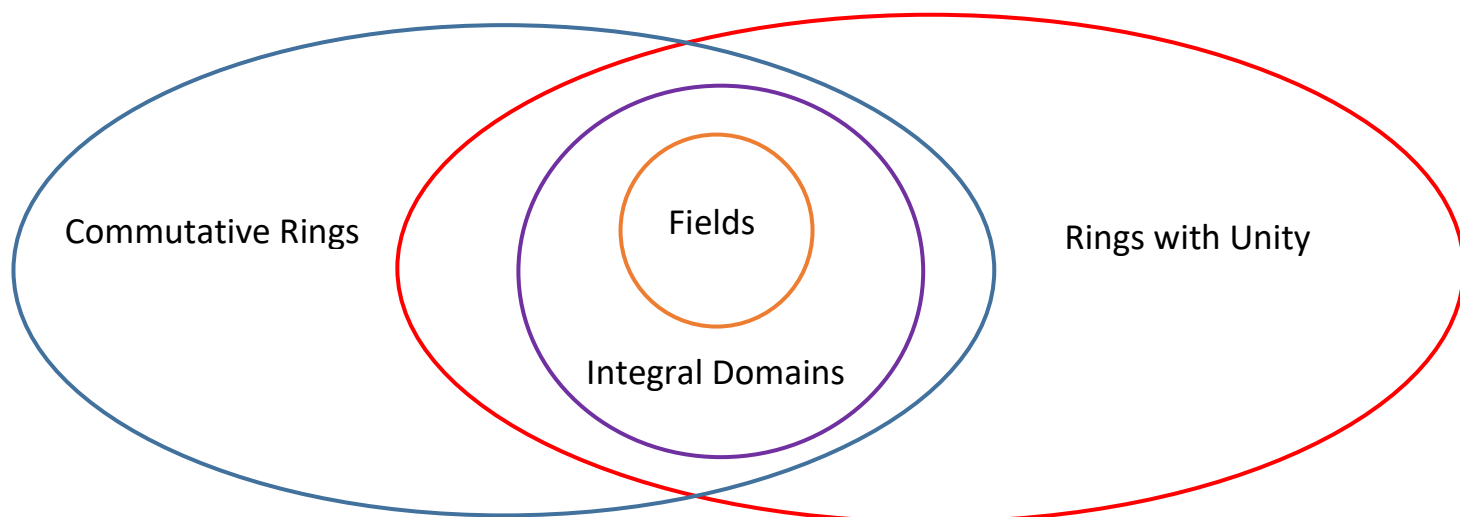 Commutative Rings
Fields
Rings with Unity
Integral Domains